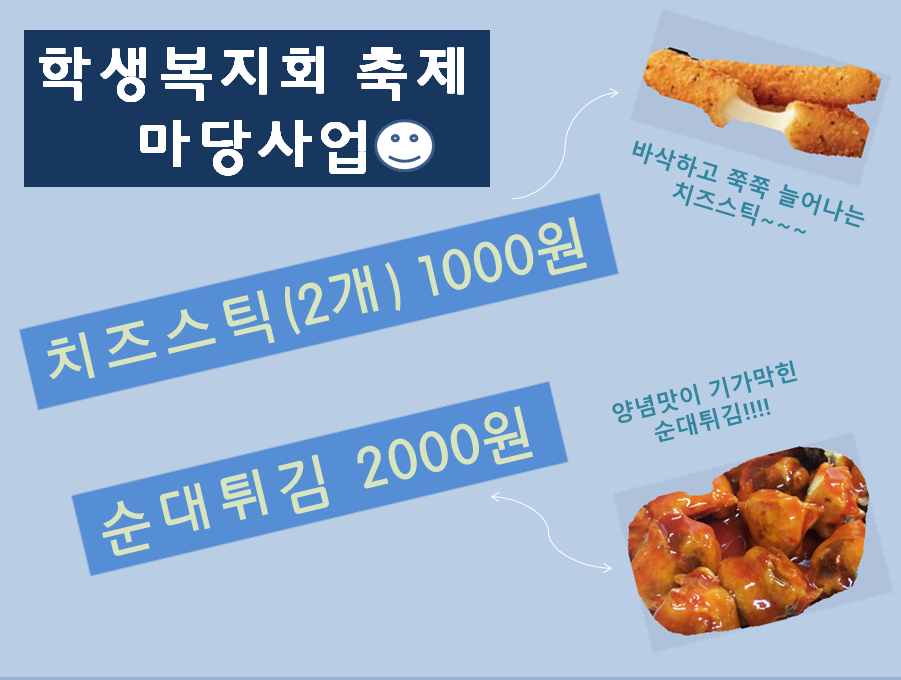 학생복지회 축제
마당사업
바삭하고 쭉쭉 늘어나는
치즈스틱~~~
치즈스틱(2개) 1000원
양념맛이 기가막힌
순대튀김!!!!
순대튀김 2000원